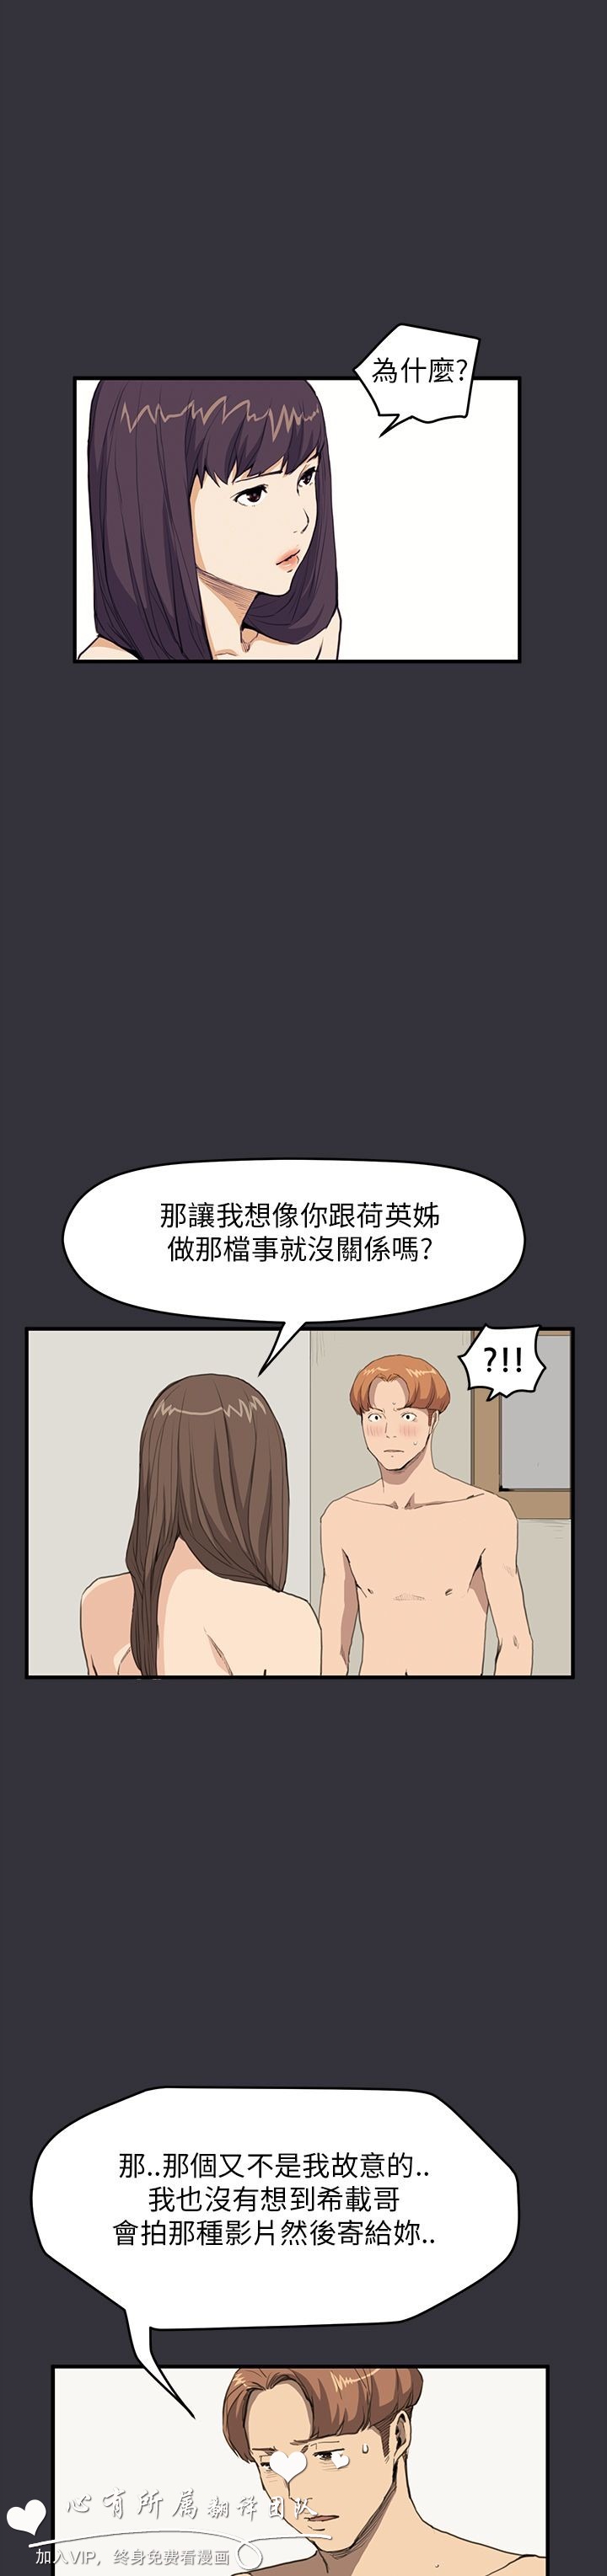 為什麼?
那讓我想像你跟荷英姊
做那檔事就沒關係嗎?
?!!
那..那個又不是我故意的..
我也沒有想到希載哥
會拍那種影片然後寄給妳..
心有所属翻译团队
加入VIP，终身免费看漫画